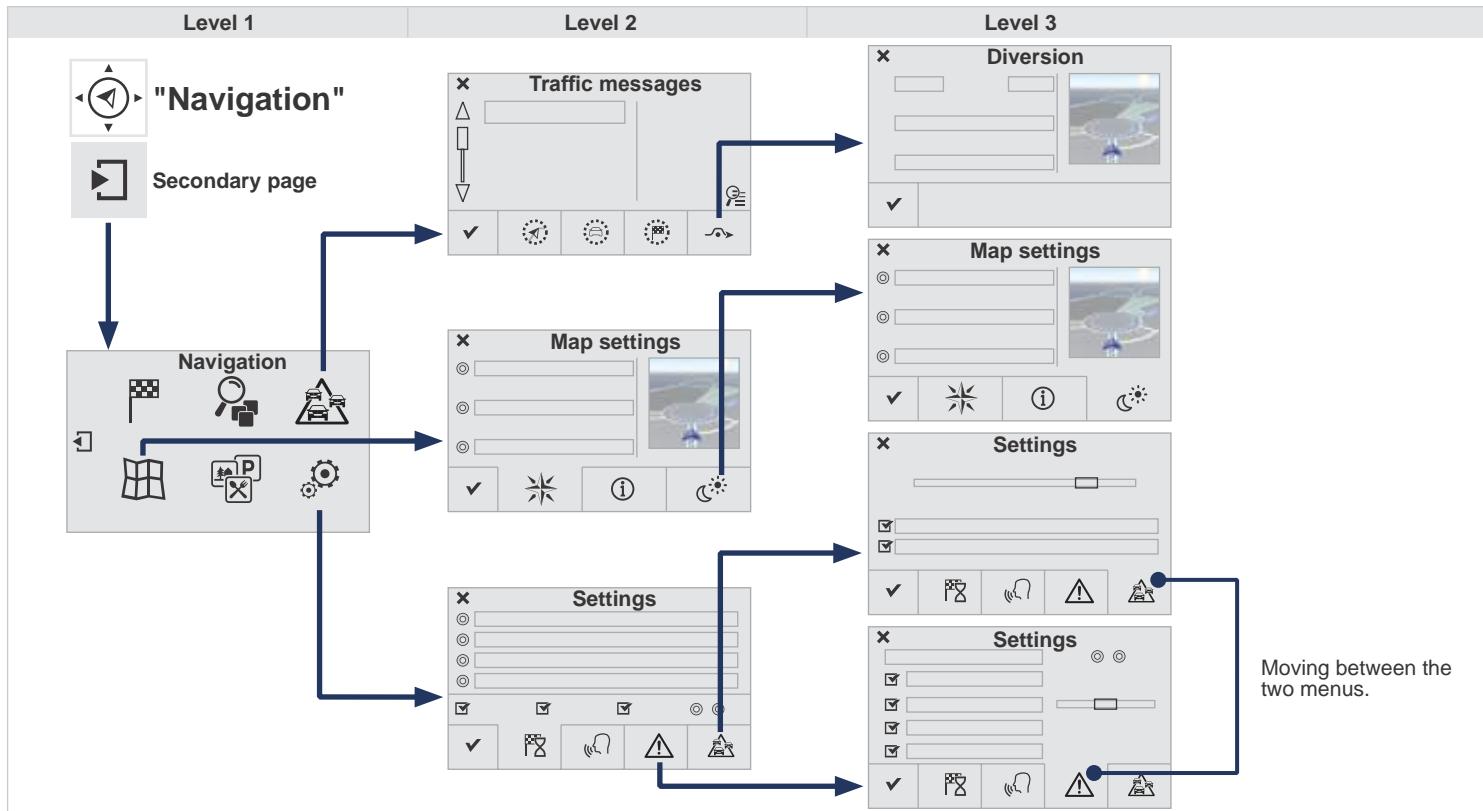 Level 1
Level 2
Level 3
"Navigation"
Secondary page
Navigation
P
Traffic messages
Map settings
i
Settings
Diversion
Map settings
i
Settings
Settings
Moving between the
two menus.